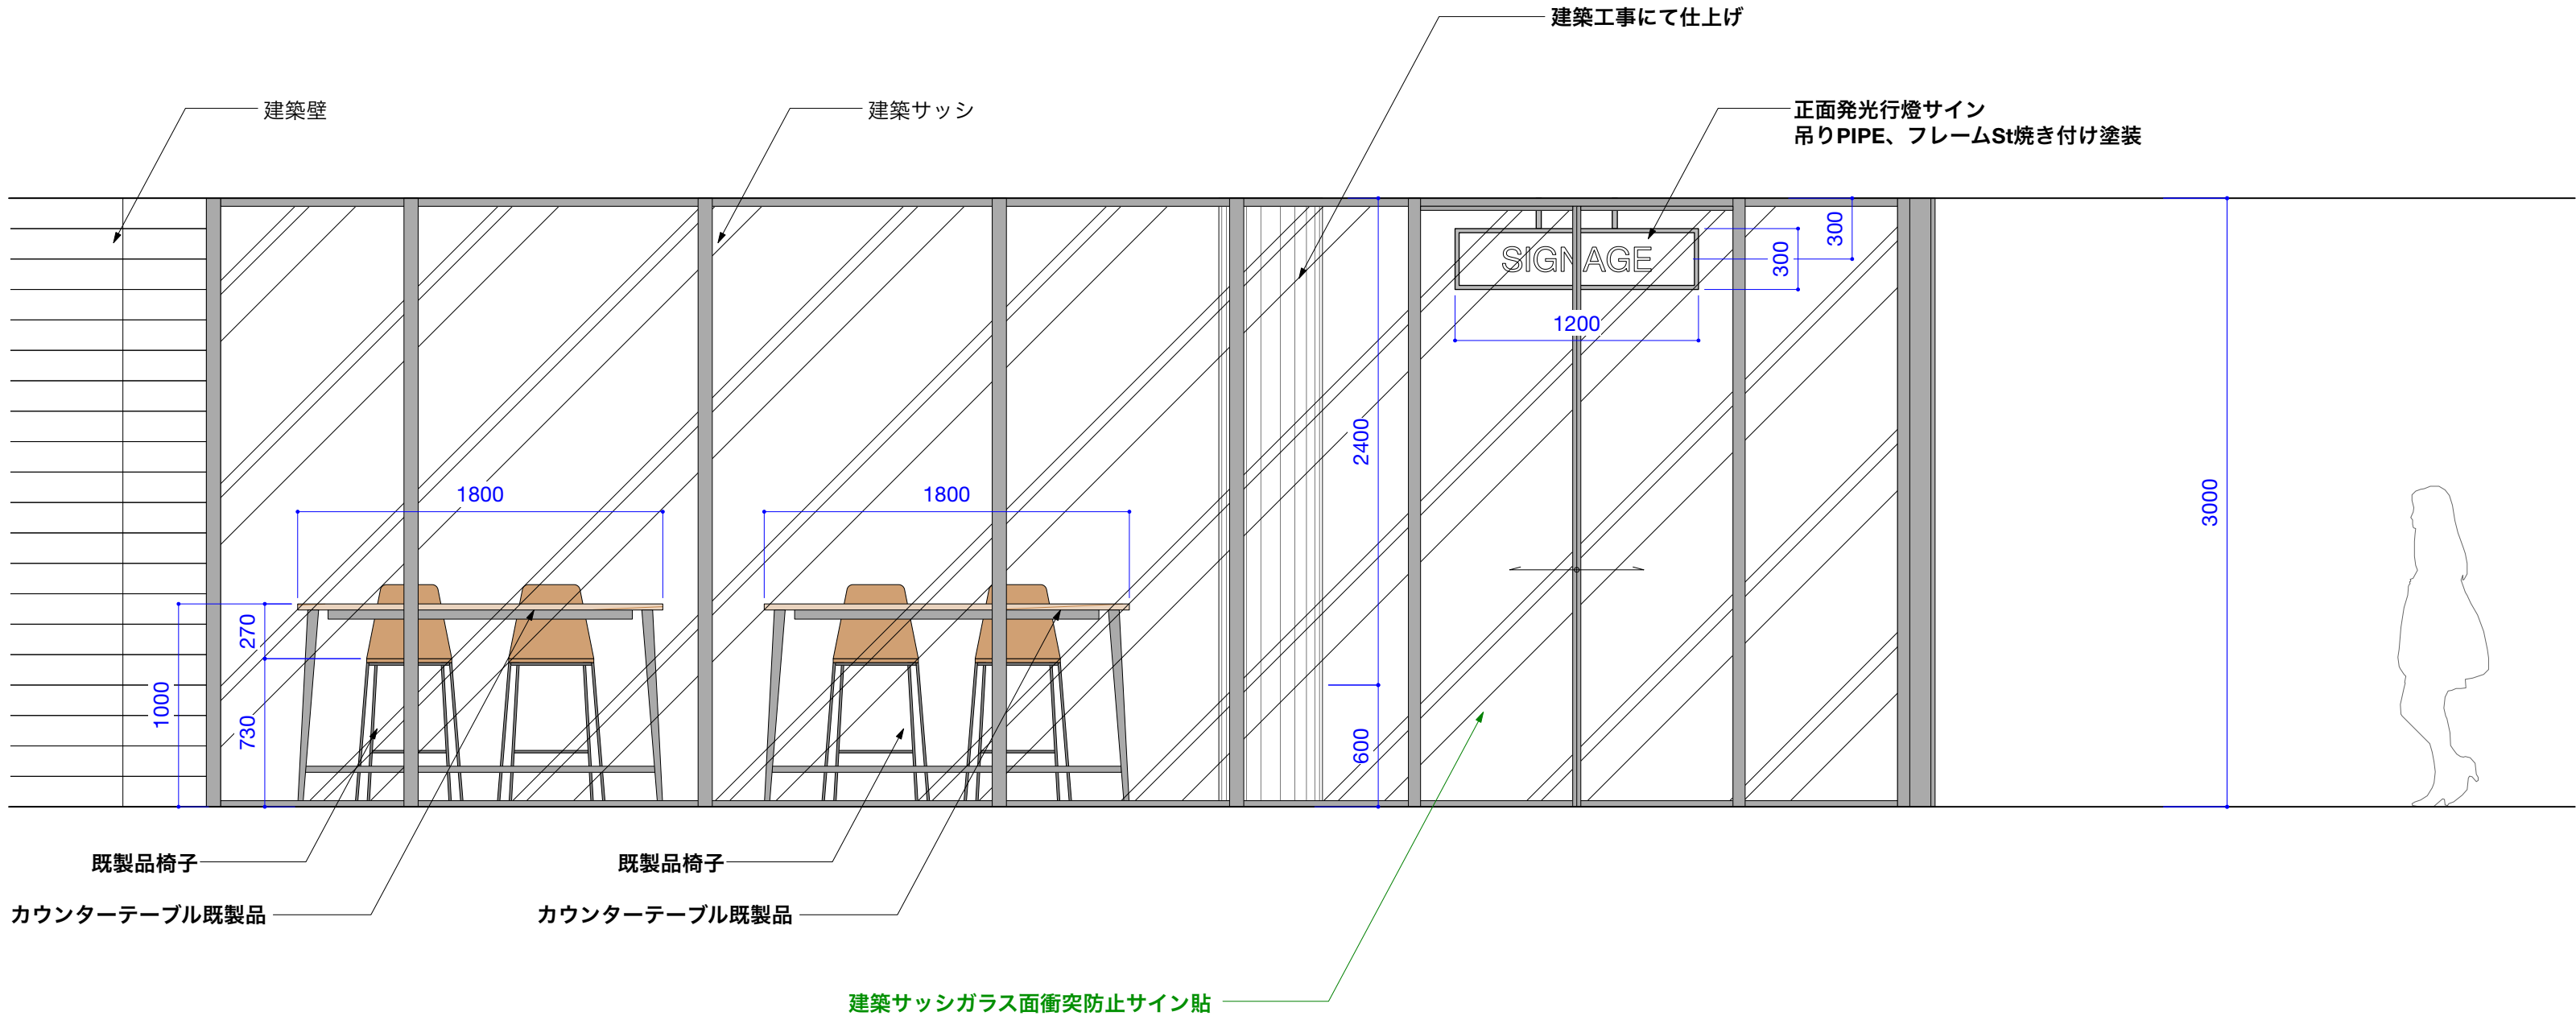 建築工事にて仕上げ
建築壁
建築サッシ
正面発光行燈サイン
吊りPIPE、フレームSt焼き付け塗装
300
300
SIGNAGE
1200
2400
1800
1800
3000
270
1000
730
600
既製品椅子
既製品椅子
カウンターテーブル既製品
カウンターテーブル既製品
建築サッシガラス面衝突防止サイン貼